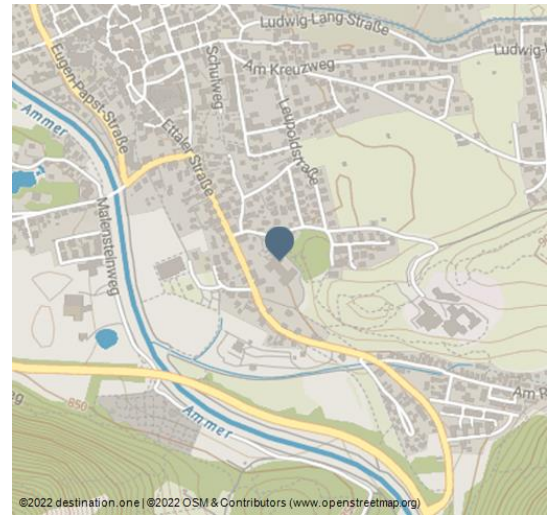 Ludwig-Lang-Straße
Ludwig-
Eugen-Papst-Straße
Schulweg
Am Kreuzweg
Ammer
Ettaler Straße
Laupoldstraße
Malensteinweg
850
Ammer
Am R
©2022 destination.one | ©2022 OSM & Contributors (www.openstreetmap.org)